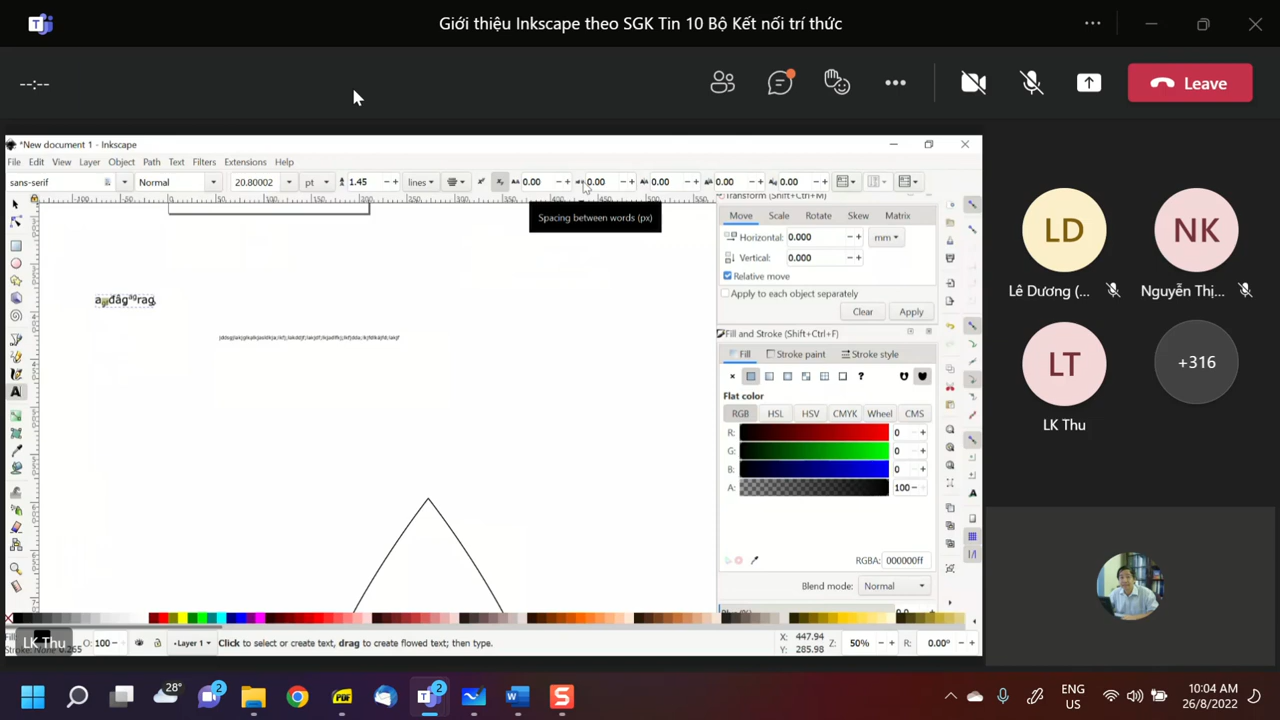 Giới thiệu Inkscape theo SGK Tin 10 Bộ Kết nối trí thức
--:--
Leave
*New document 1 - Inkscape
File Edit View Layer Object Path Text Filters Extensions Help
sans-serif Normal 20.80002 pt 1.45 lines 0.00 0.00 0.00 0.00 0.00
Spacing between words (px)
Transform (Shift+Ctrl+M)
Move Scale Rotate Skew Matrix
Horizontal: 0.000 mm
Vertical: 0.000
Relative move
Apply to each object separately
Clear Apply
Fill and Stroke (Shift+Ctrl+F)
Fill Stroke paint Stroke style
Flat color
RGB HSL HSV CMYK Wheel CMS
R: 0
G: 0
B: 0
A: 100
RGBA: 000000ff
Blend mode: Normal
LK Thu
O: 100 Layer 1 Click to select or create text, drag to create flowed text; then type. X: 447.94 Y: 285.98 Z: 50% R: 0.00°
LD NK
Lê Dương (... Nguyễn Thị...
LT +316
LK Thu
28° 2 PDF 2 W S
ENG
US
10:04 AM
26/8/2022